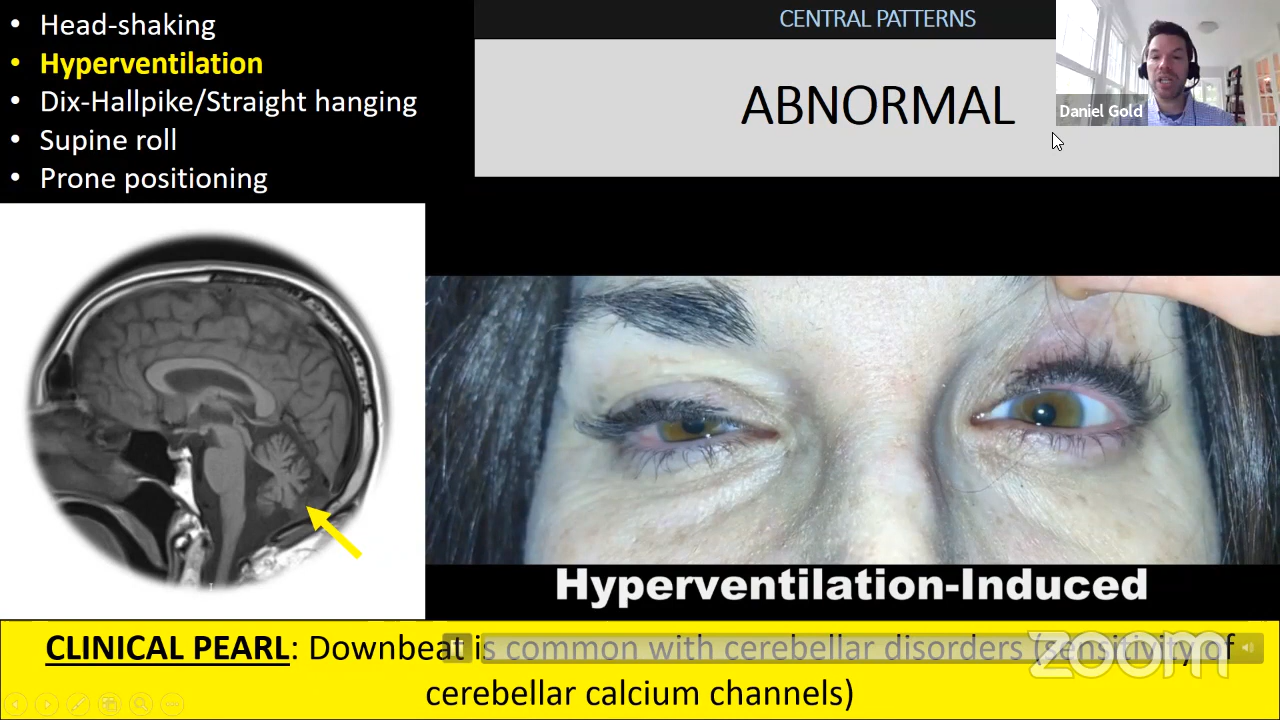 • Head-shaking
• Hyperventilation
• Dix-Hallpike/Straight hanging
• Supine roll
• Prone positioning
CENTRAL PATTERNS
ABNORMAL
Daniel Gold
Hyperventilation-Induced
CLINICAL PEARL: Downbeat is common with cerebellar disorders (sensitivity of
cerebellar calcium channels)
zoom